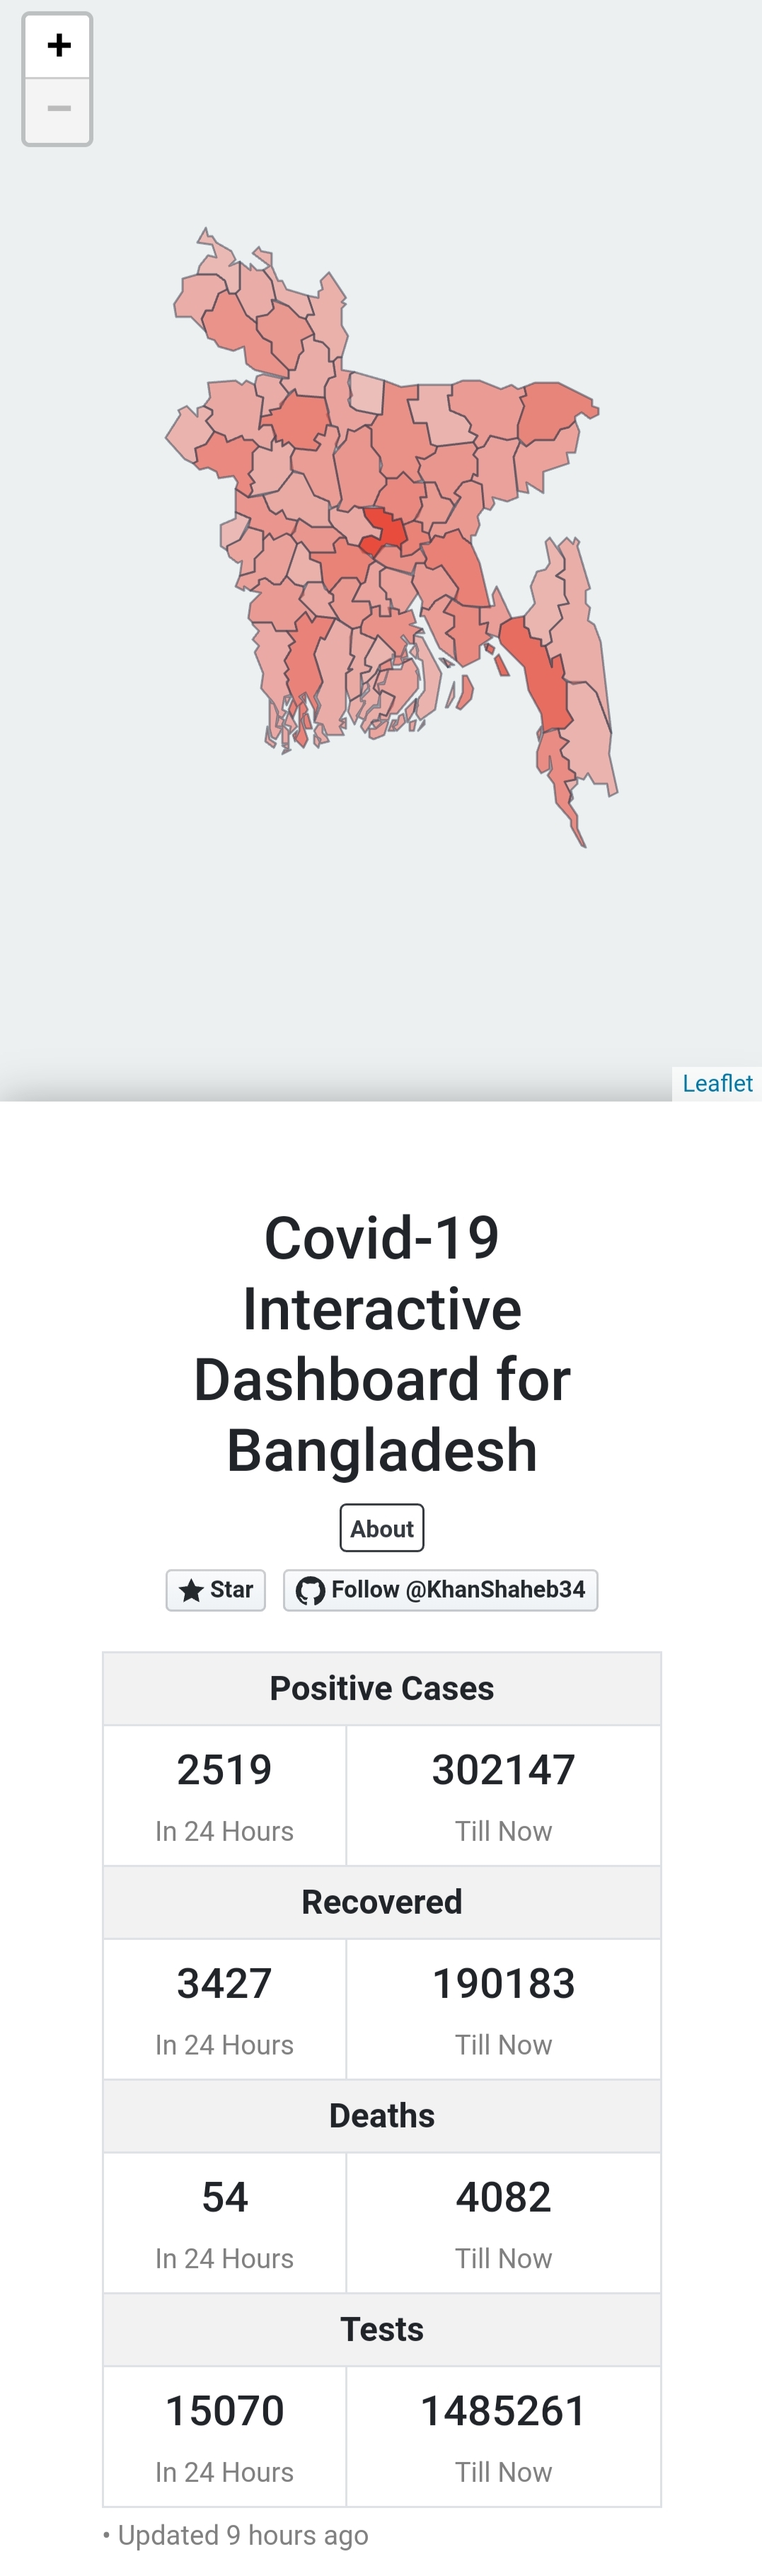 +
−
Leaflet
Covid-19
Interactive
Dashboard for
Bangladesh
About
Star Follow @KhanShaheb34
Positive Cases
2519 302147
In 24 Hours Till Now
Recovered
3427 190183
In 24 Hours Till Now
Deaths
54 4082
In 24 Hours Till Now
Tests
15070 1485261
In 24 Hours Till Now
• Updated 9 hours ago